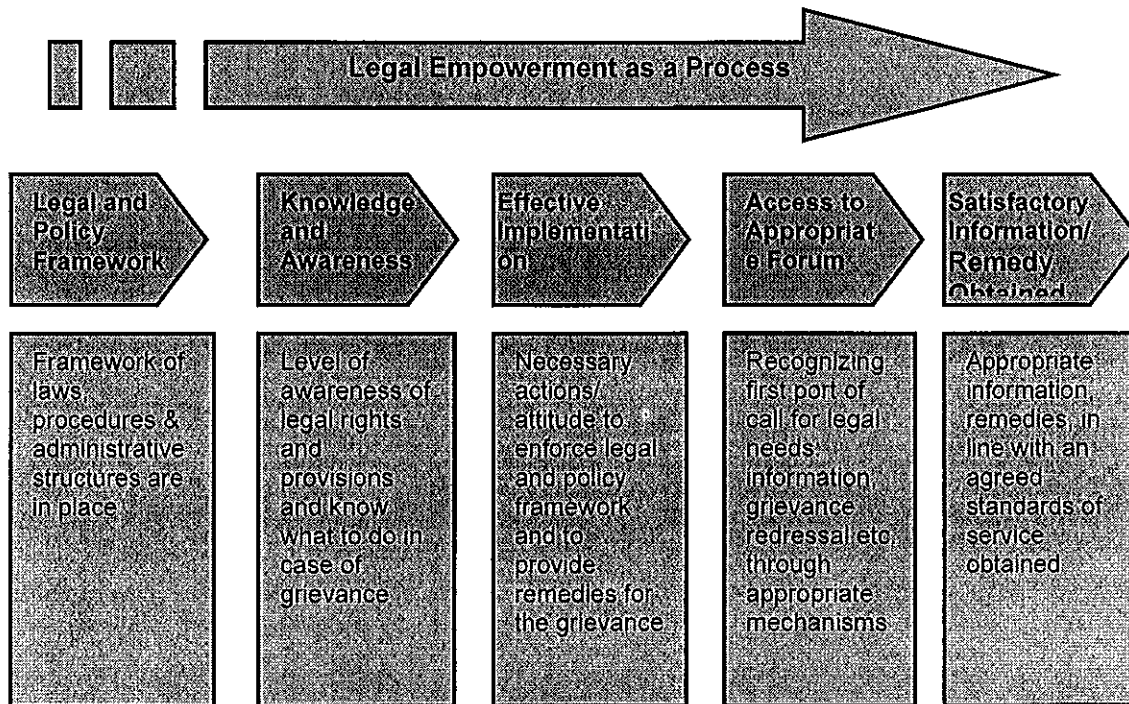 Legal Empowerment as a Process
Legal and
Policy
Framework
Knowledge
and
Awareness
Effective
Implementati
on
Access to
Appropriat
e Forum
Satisfactory
Information/
Remedy
Obtained
Framework of
laws,
procedures &
administrative
structures are
in place
Level of
awareness of
legal rights
and
provisions
and know
what to do in
case of
grievance
Necessary
actions/
attitude to
enforce legal
and policy
framework
and to
provide
remedies for
the grievance
Recognizing
first port of
call for legal
needs,
information
grievance
redressal etc
through
appropriate
mechanisms
Appropriate
information,
remedies, in
line with an
agreed
standards of
service
obtained